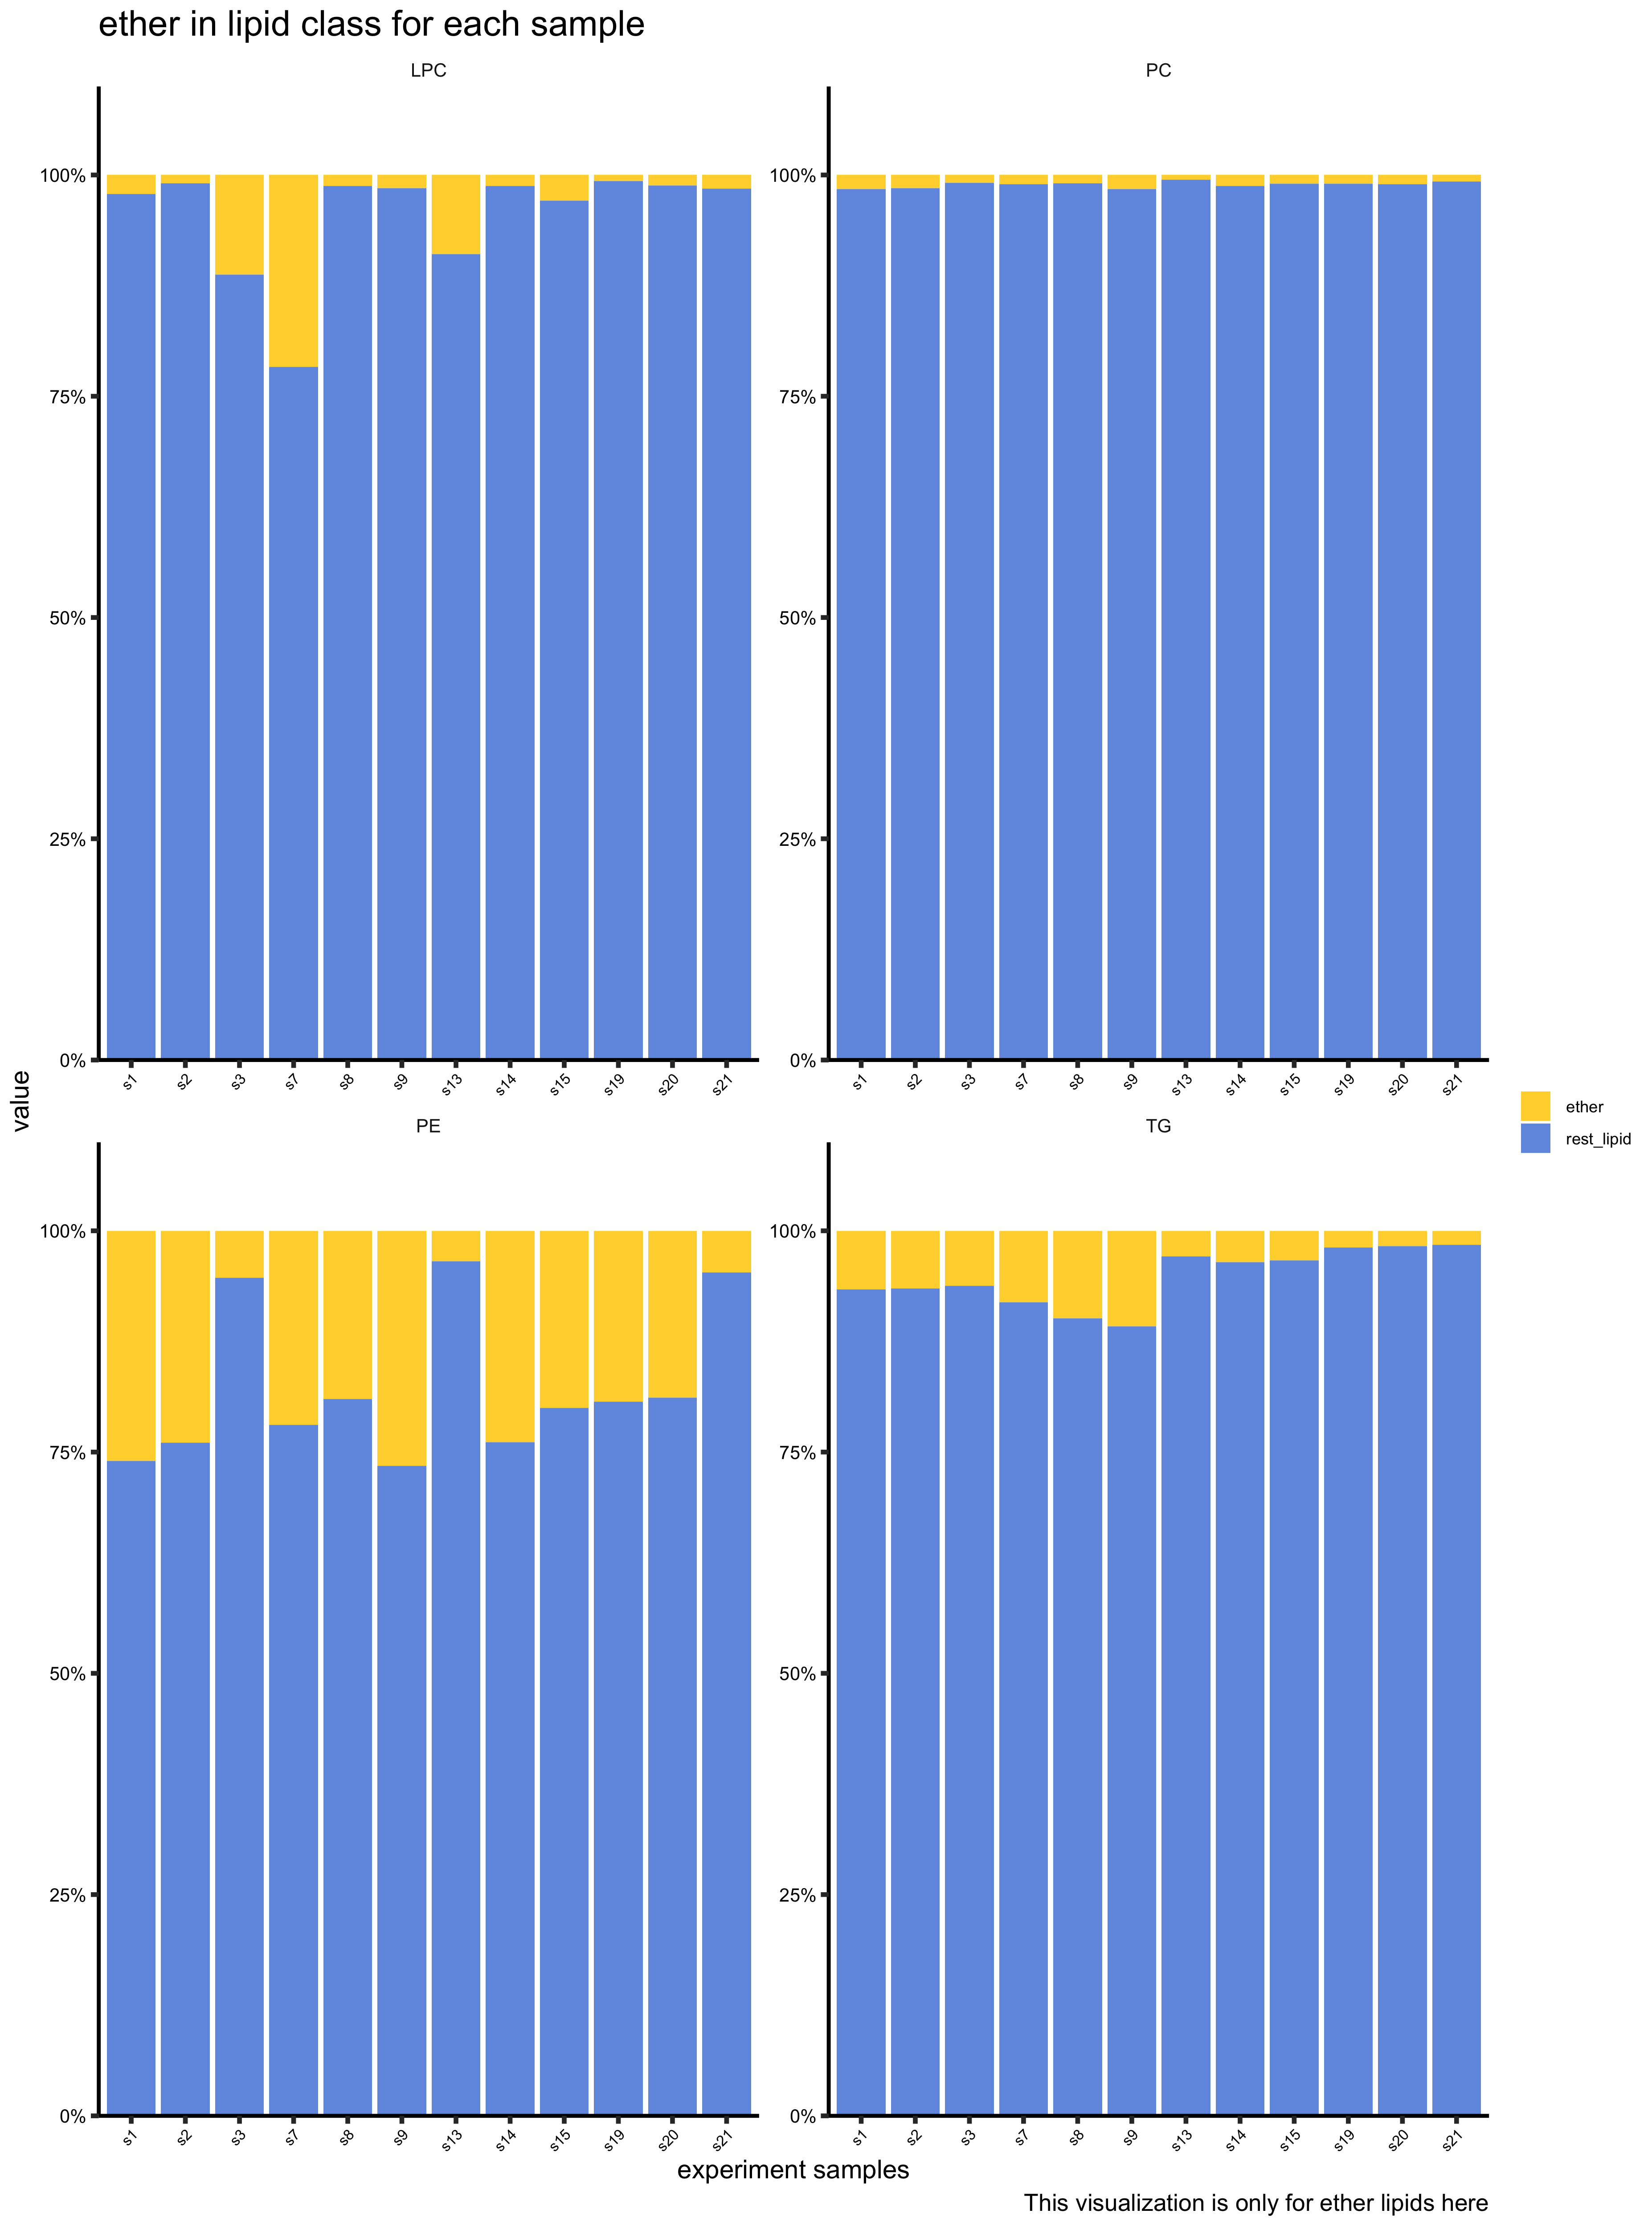 ether in lipid class for each sample
LPC
PC
100%
75%
50%
25%
0%
s1 s2 s3 s7 s8 s9 s13 s14 s15 s19 s20 s21
100%
75%
50%
25%
0%
s1 s2 s3 s7 s8 s9 s13 s14 s15 s19 s20 s21
value
PE
TG
100%
75%
50%
25%
0%
s1 s2 s3 s7 s8 s9 s13 s14 s15 s19 s20 s21
100%
75%
50%
25%
0%
s1 s2 s3 s7 s8 s9 s13 s14 s15 s19 s20 s21
ether
rest_lipid
experiment samples
This visualization is only for ether lipids here